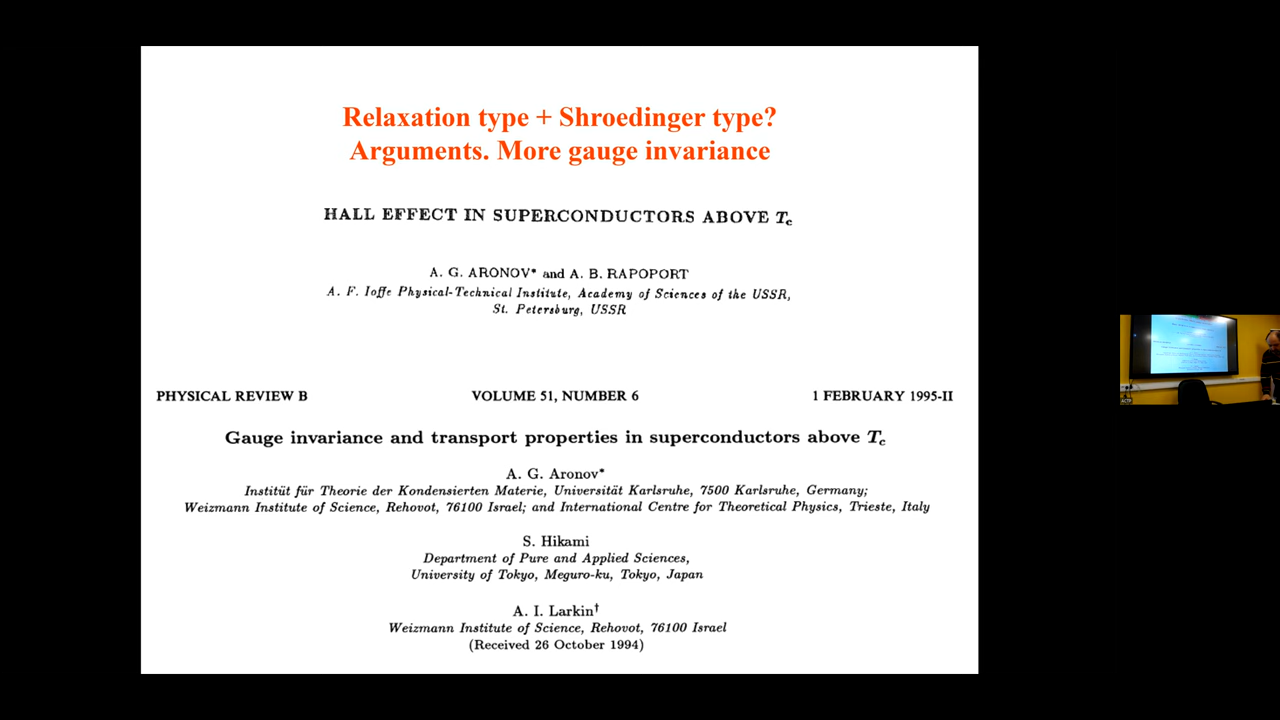 Relaxation type + Shroedinger type?
Arguments. More gauge invariance
HALL EFFECT IN SUPERCONDUCTORS ABOVE Tc
A. G. ARONOV* and A. B. RAPOPORT
A. F. Ioffe Physical-Technical Institute, Academy of Sciences of the USSR,
St. Petersburg, USSR
PHYSICAL REVIEW B VOLUME 51, NUMBER 6 1 FEBRUARY 1995-II
Gauge invariance and transport properties in superconductors above Tc
A. G. Aronov*
Institüt für Theorie der Kondensierten Materie, Universität Karlsruhe, 7500 Karlsruhe, Germany;
Weizmann Institute of Science, Rehovot, 76100 Israel; and International Centre for Theoretical Physics, Trieste, Italy
S. Hikami
Department of Pure and Applied Sciences,
University of Tokyo, Meguro-ku, Tokyo, Japan
A. I. Larkin†
Weizmann Institute of Science, Rehovot, 76100 Israel
(Received 26 October 1994)